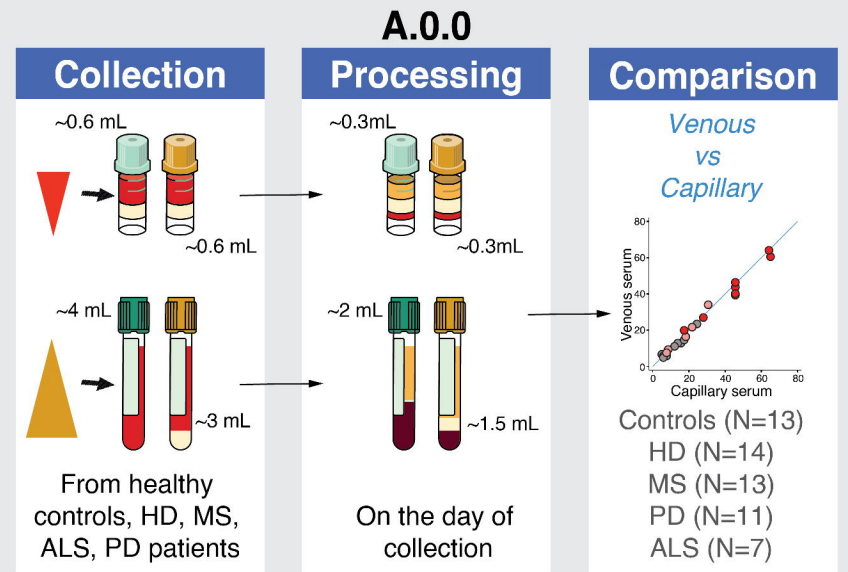 A.0.0
Collection
~0.6 mL
~0.6 mL
~4 mL
~3 mL
From healthy
controls, HD, MS,
ALS, PD patients
Processing
~0.3mL
~0.3mL
~2 mL
~1.5 mL
On the day of
collection
Comparison
Venous
vs
Capillary
80
60
40
20
0
Venous serum
0 20 40 60 80
Capillary serum
Controls (N=13)
HD (N=14)
MS (N=13)
PD (N=11)
ALS (N=7)